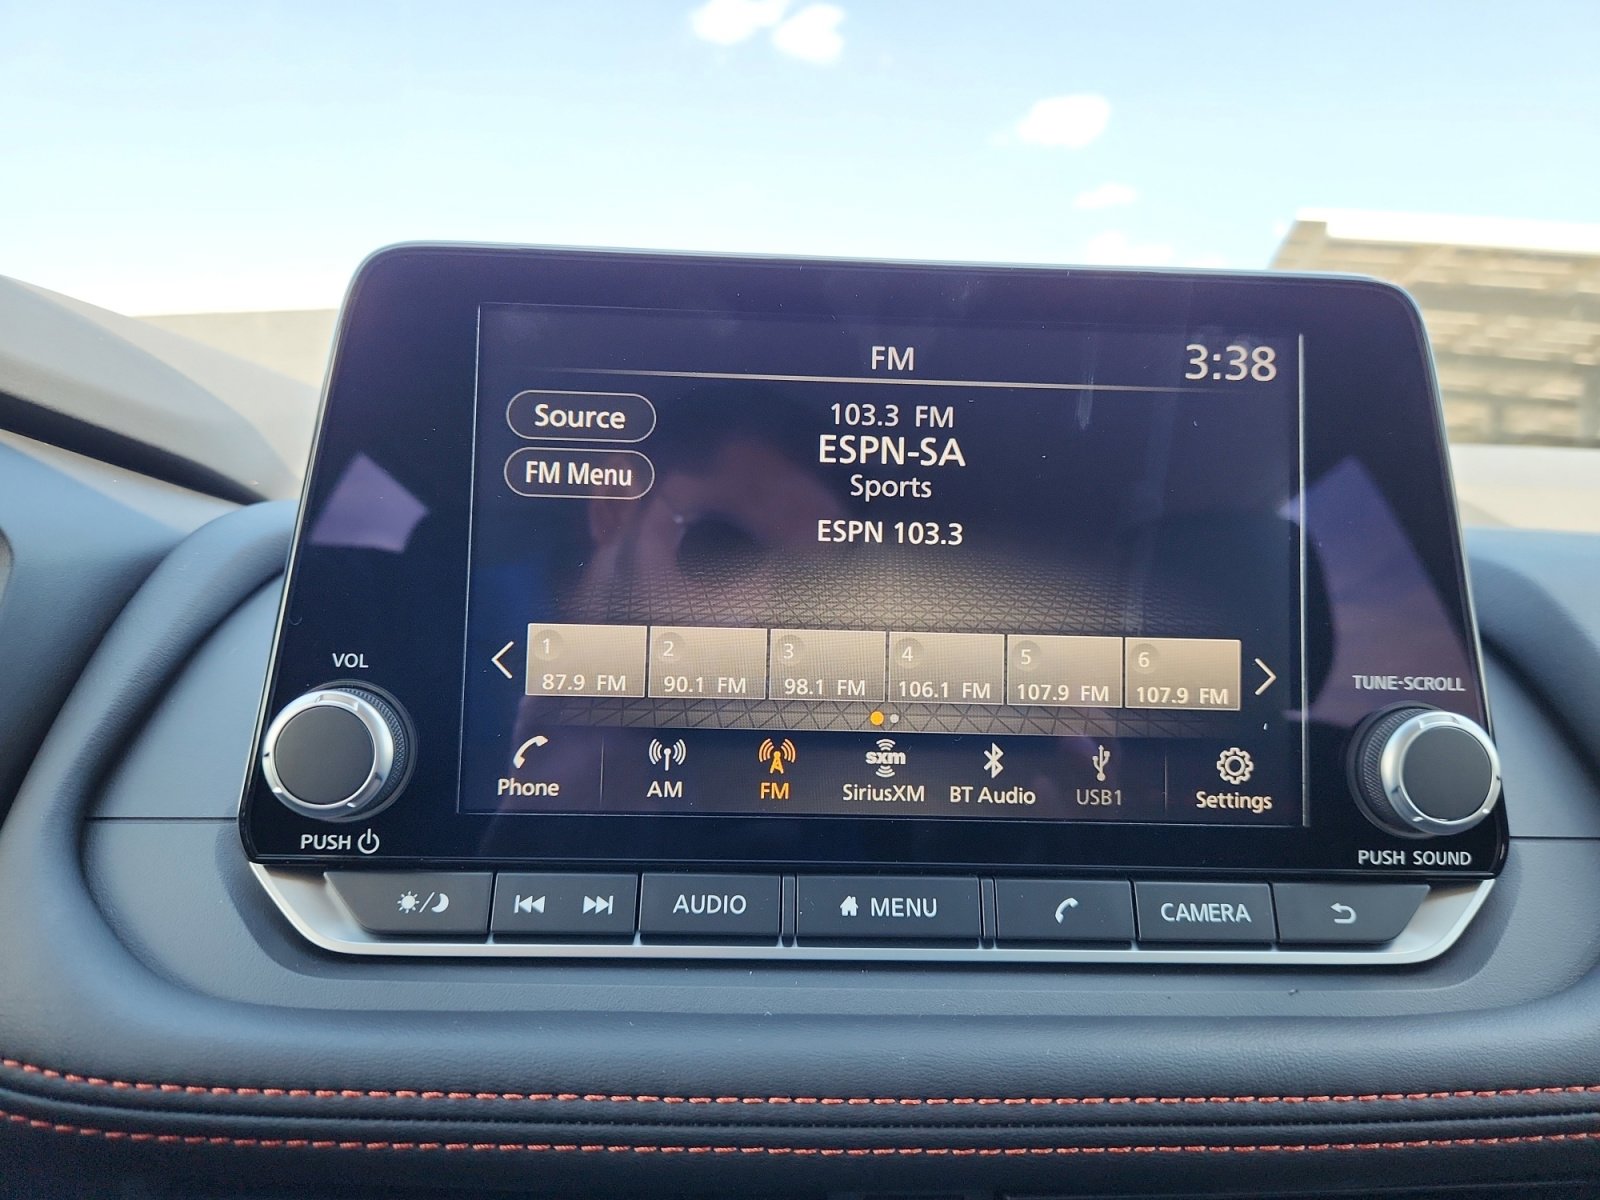 FM
3:38
Source
103.3 FM
ESPN-SA
FM Menu
Sports
ESPN 103.3
VOL
1
87.9 FM
2
90.1 FM
3
98.1 FM
4
106.1 FM
5
107.9 FM
6
107.9 FM
TUNE-SCROLL
Phone
AM
FM
sxm
SiriusXM
BT Audio
USB1
Settings
PUSH
PUSH SOUND
AUDIO
MENU
CAMERA